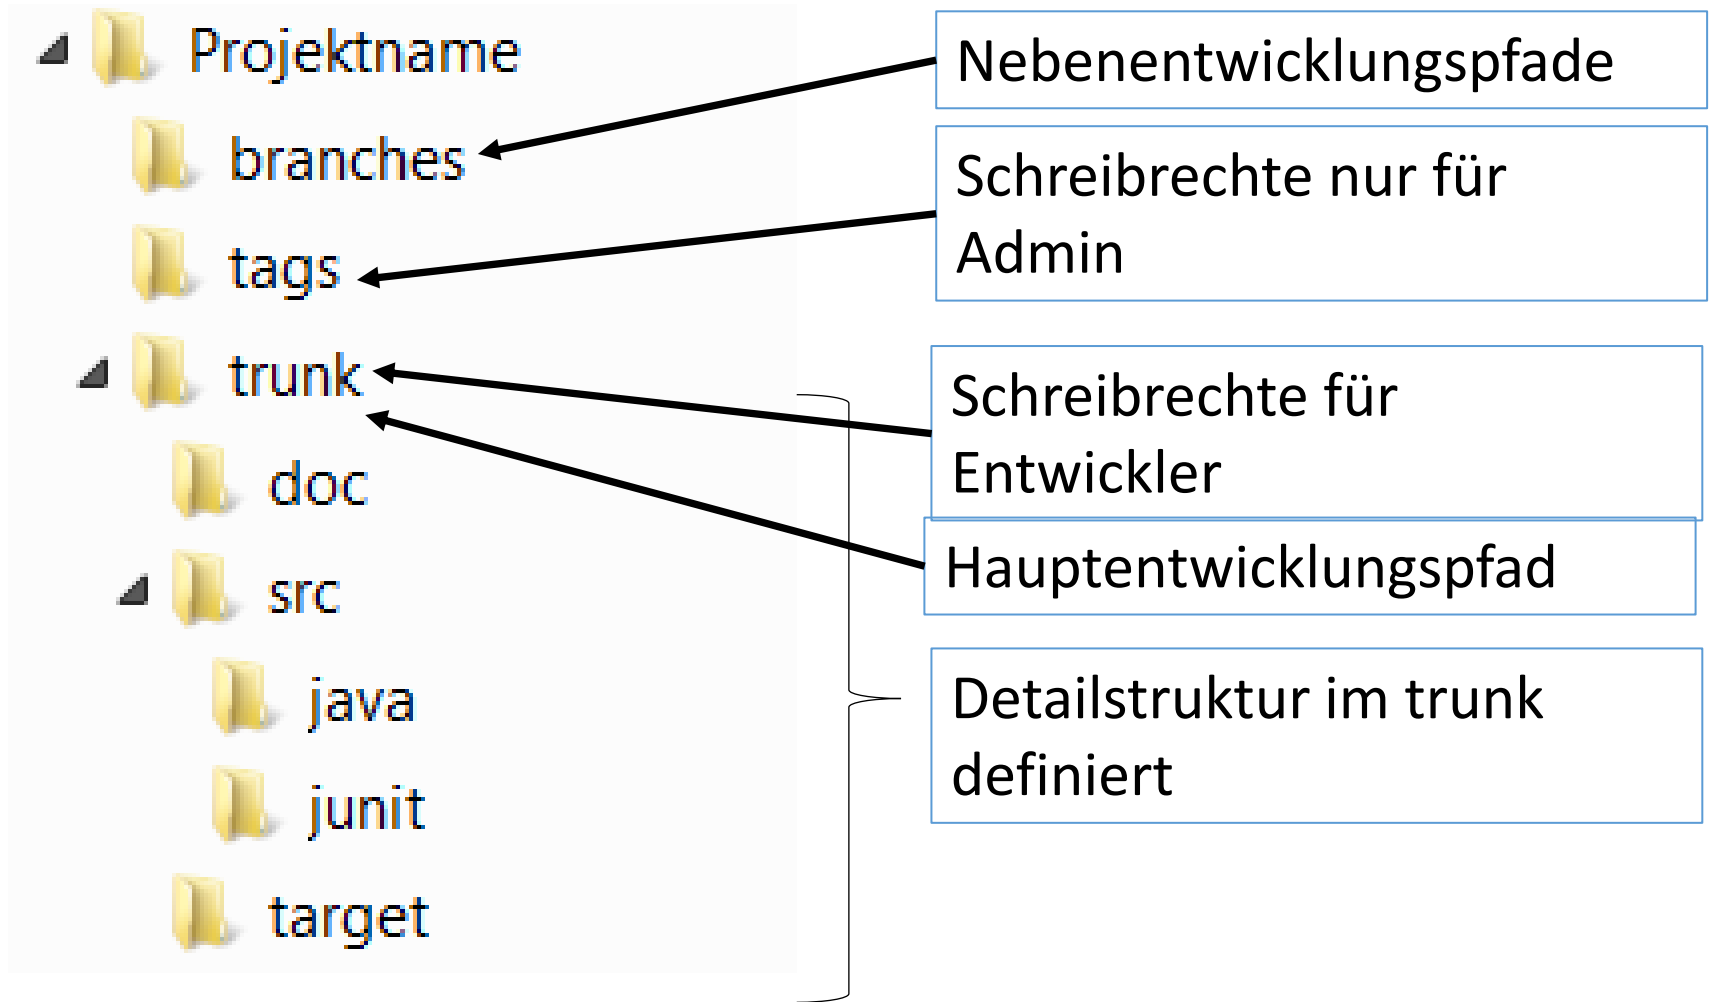 Projektname
branches
tags
trunk
doc
src
java
junit
target
Nebenentwicklungspfade
Schreibrechte nur für
Admin
Schreibrechte für
Entwickler
Hauptentwicklungspfad
Detailstruktur im trunk
definiert